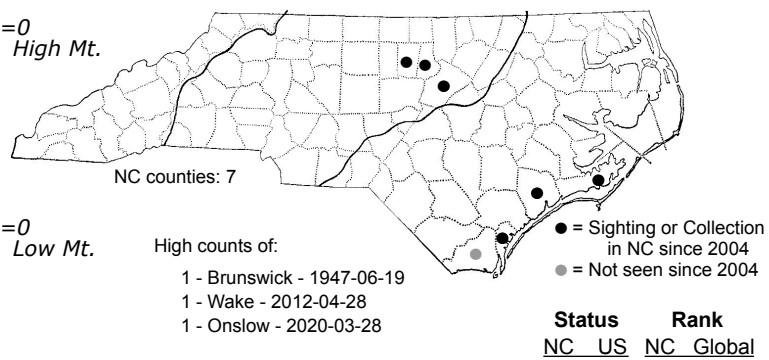 =0
High Mt.
NC counties: 7
=0
Low Mt.
High counts of:
1 - Brunswick - 1947-06-19
1 - Wake - 2012-04-28
1 - Onslow - 2020-03-28
= Sighting or Collection
in NC since 2004
= Not seen since 2004
Status Rank
NC US NC Global